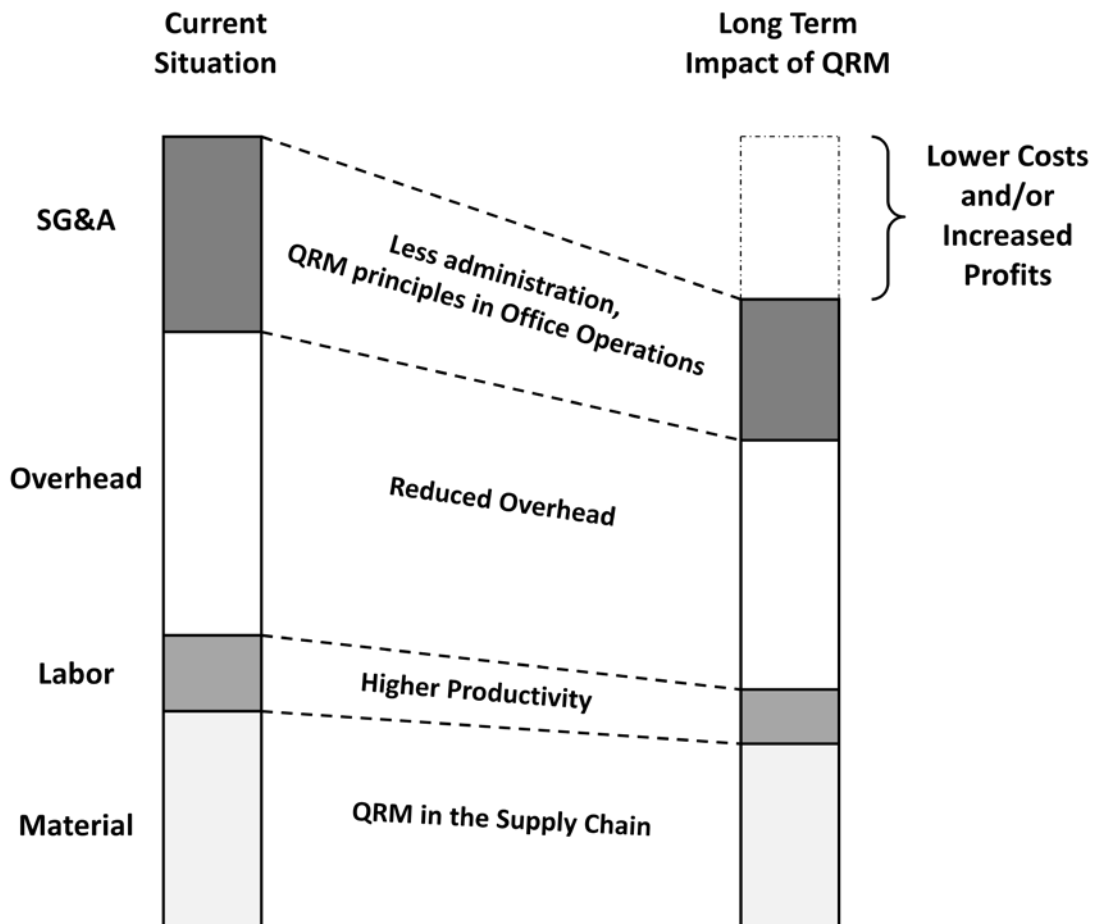 Current
Situation
Long Term
Impact of QRM
SG&A
Less administration,
QRM principles in Office Operations
Lower Costs
and/or
Increased
Profits
Overhead
Reduced Overhead
Labor
Higher Productivity
Material
QRM in the Supply Chain